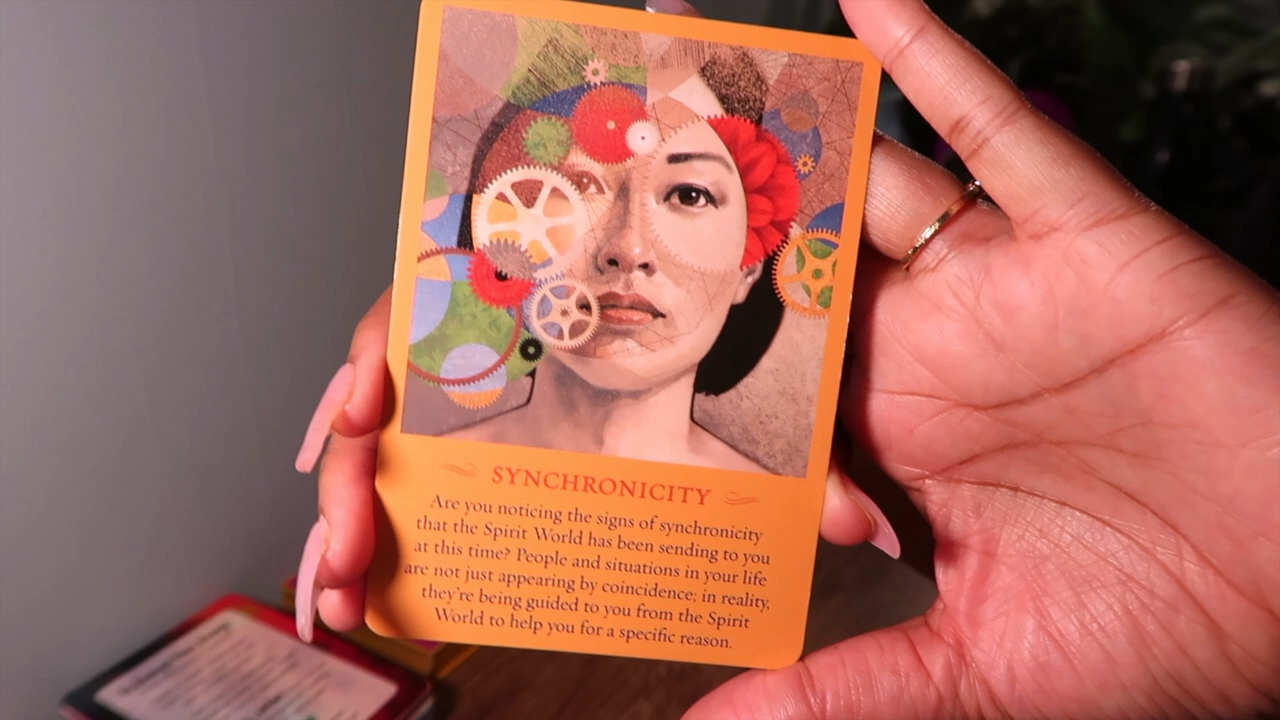 SYNCHRONICITY
Are you noticing the signs of synchronicity
that the Spirit World has been sending to you
at this time? People and situations in your life
are not just appearing by coincidence; in reality,
they're being guided to you from the Spirit
World to help you for a specific reason.